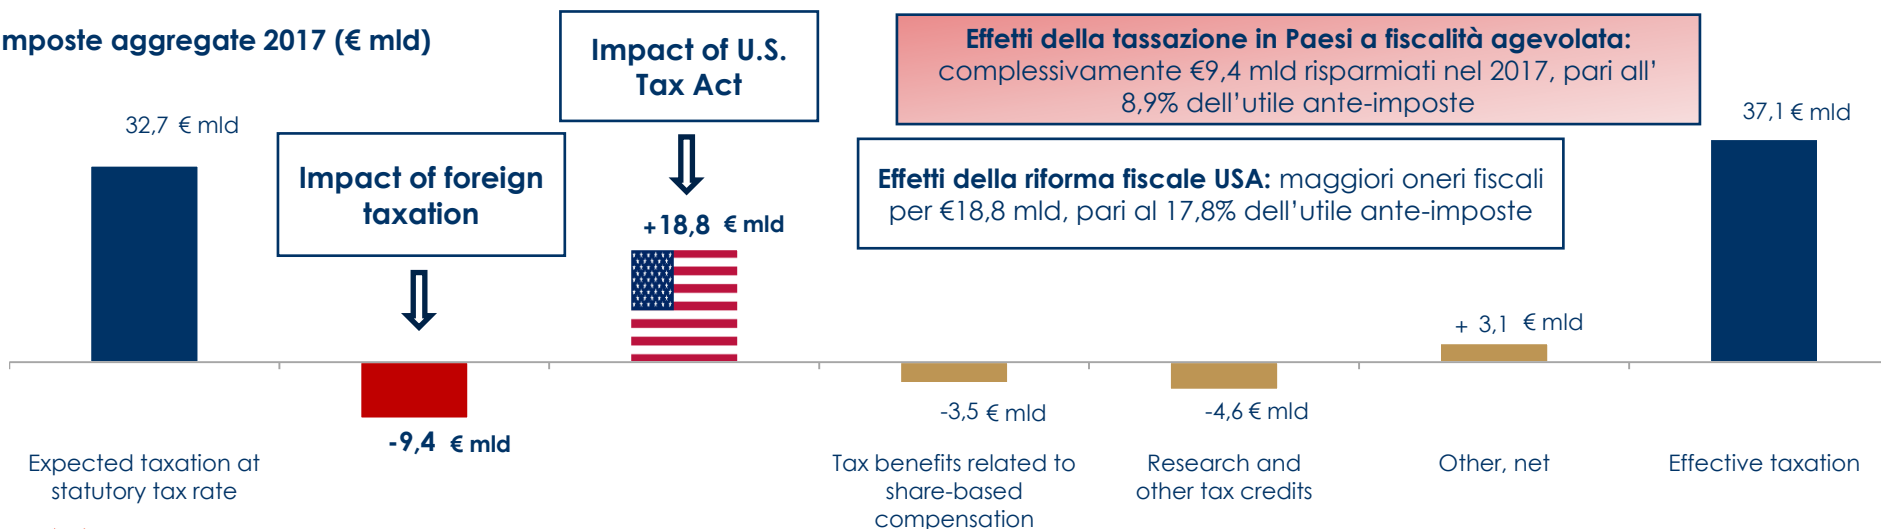 mposte aggregate 2017 (€ mld)
Impact of U.S.
Tax Act
Effetti della tassazione in Paesi a fiscalità agevolata:
complessivamente €9,4 mld risparmiati nel 2017, pari all’
8,9% dell’utile ante-imposte
32,7 € mld
37,1 € mld
Impact of foreign
taxation
Effetti della riforma fiscale USA: maggiori oneri fiscali
per €18,8 mld, pari al 17,8% dell’utile ante-imposte
+18,8 € mld
+ 3,1 € mld
-9,4 € mld
-3,5 € mld
-4,6 € mld
Expected taxation at
statutory tax rate
Tax benefits related to
share-based
compensation
Research and
other tax credits
Other, net
Effective taxation